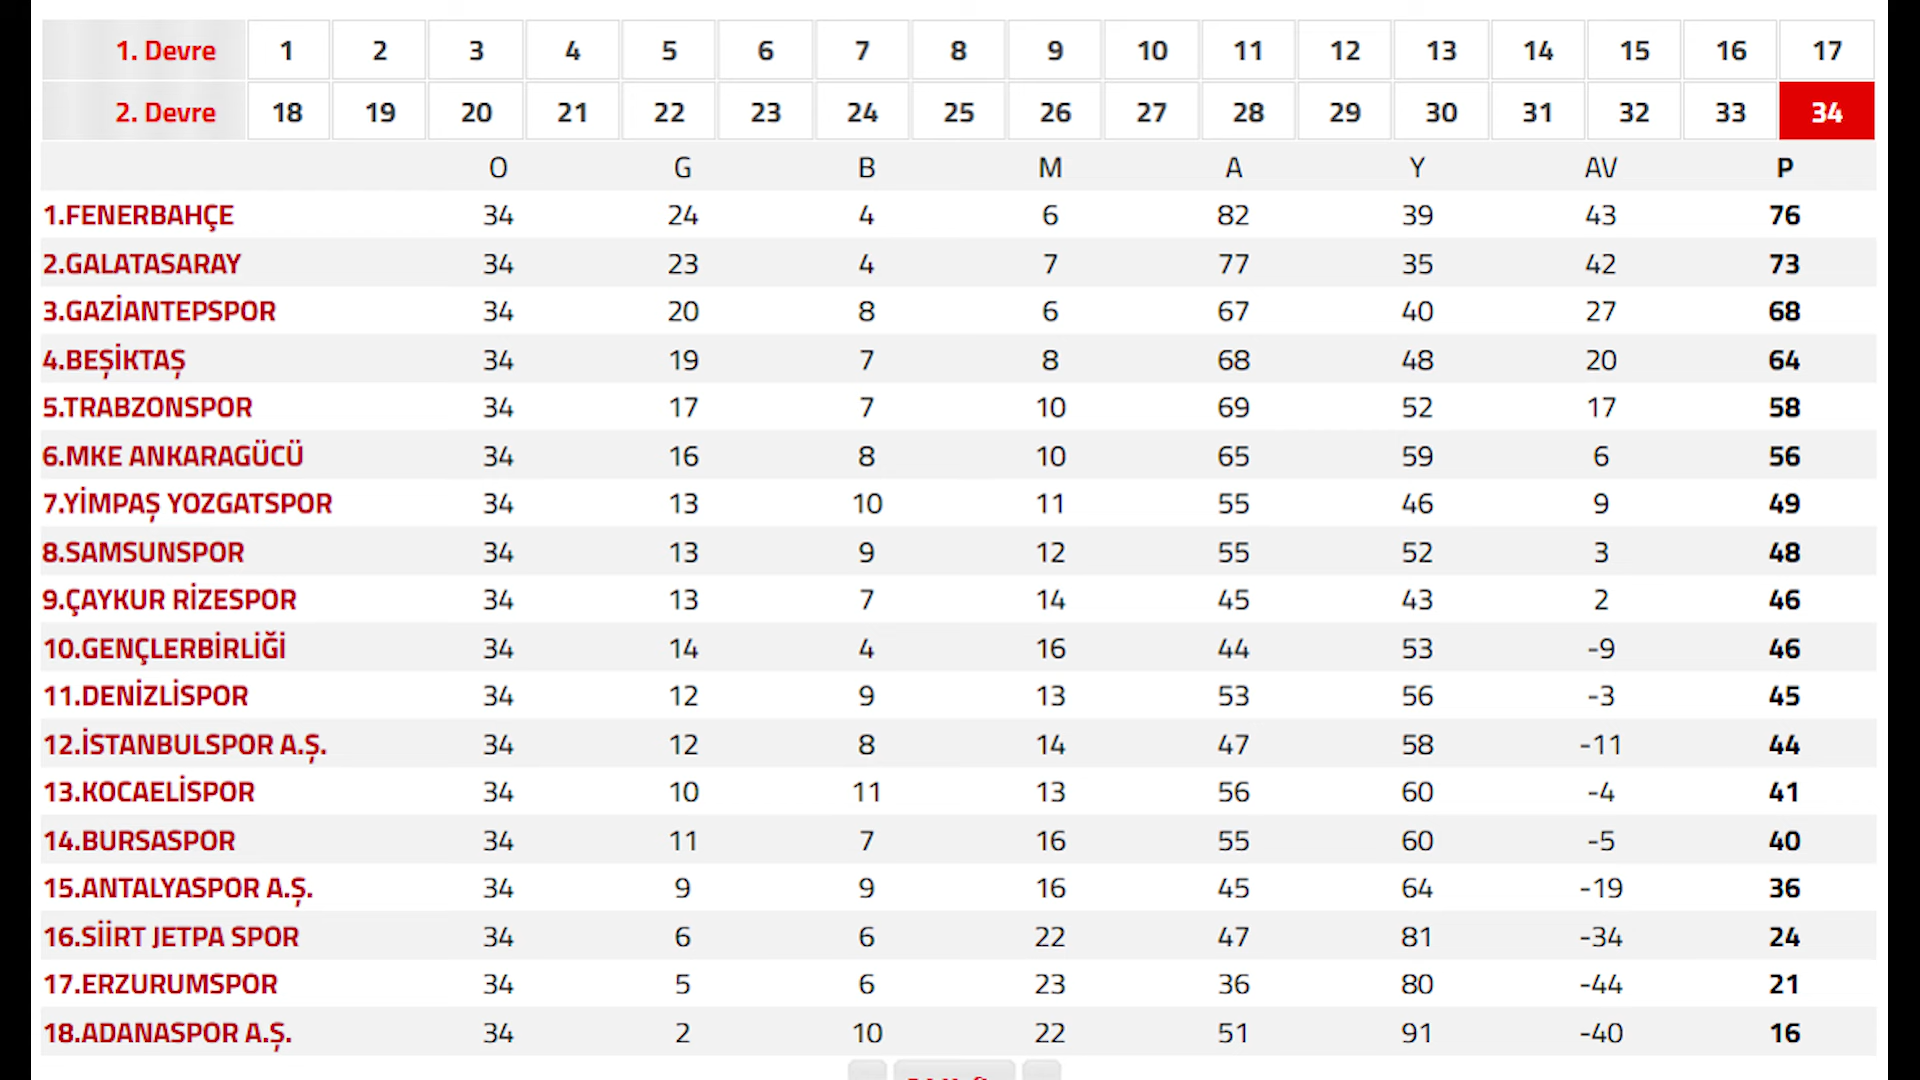 1. Devre 1 2 3 4 5 6 7 8 9 10 11 12 13 14 15 16 17
2. Devre 18 19 20 21 22 23 24 25 26 27 28 29 30 31 32 33 34
O G B M A Y AV P
1.FENERBAHÇE 34 24 4 6 82 39 43 76
2.GALATASARAY 34 23 4 7 77 35 42 73
3.GAZİANTEPSPOR 34 20 8 6 67 40 27 68
4.BEŞİKTAŞ 34 19 7 8 68 48 20 64
5.TRABZONSPOR 34 17 7 10 69 52 17 58
6.MKE ANKARAGÜCÜ 34 16 8 10 65 59 6 56
7.YİMPAŞ YOZGATSPOR 34 13 10 11 55 46 9 49
8.SAMSUNSPOR 34 13 9 12 55 52 3 48
9.ÇAYKUR RİZESPOR 34 13 7 14 45 43 2 46
10.GENÇLERBİRLİĞİ 34 14 4 16 44 53 -9 46
11.DENİZLİSPOR 34 12 9 13 53 56 -3 45
12.İSTANBULSPOR A.Ş. 34 12 8 14 47 58 -11 44
13.KOCAELİSPOR 34 10 11 13 56 60 -4 41
14.BURSASPOR 34 11 7 16 55 60 -5 40
15.ANTALYASPOR A.Ş. 34 9 9 16 45 64 -19 36
16.SİİRT JETPA SPOR 34 6 6 22 47 81 -34 24
17.ERZURUMSPOR 34 5 6 23 36 80 -44 21
18.ADANASPOR A.Ş. 34 2 10 22 51 91 -40 16